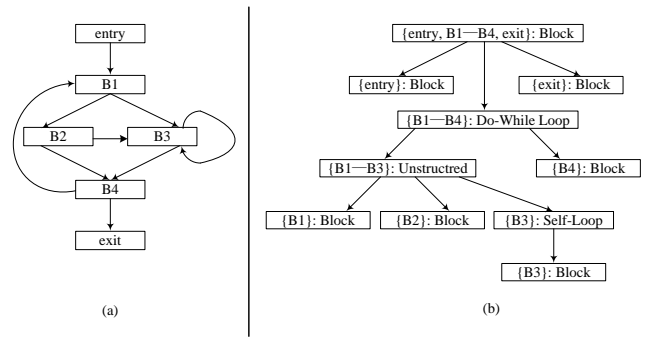 entry
B1
B2
B3
B4
exit
(a)
{entry, B1—B4, exit}: Block
{entry}: Block
{exit}: Block
{B1—B4}: Do-While Loop
{B1—B3}: Unstructred
{B4}: Block
{B1}: Block
{B2}: Block
{B3}: Self-Loop
{B3}: Block
(b)